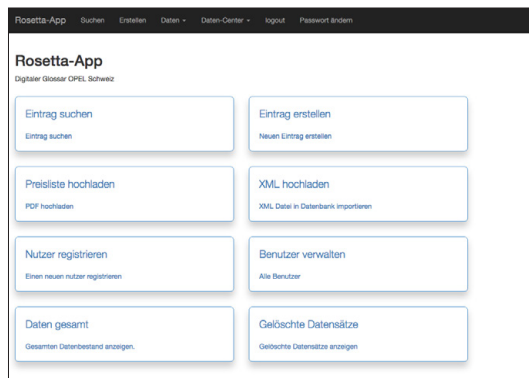 Rosetta-App Suchen Erstellen Daten Daten-Center logout Passwort ändern
Rosetta-App
Digitaler Glossar OPEL Schweiz
Eintrag suchen
Eintrag suchen
Eintrag erstellen
Neuen Eintrag erstellen
Preisliste hochladen
PDF hochladen
XML hochladen
XML Datei in Datenbank importieren
Nutzer registrieren
Einen neuen nutzer registrieren
Benutzer verwalten
Alle Benutzer
Daten gesamt
Gesamten Datenbestand anzeigen.
Gelöschte Datensätze
Gelöschte Datensätze anzeigen